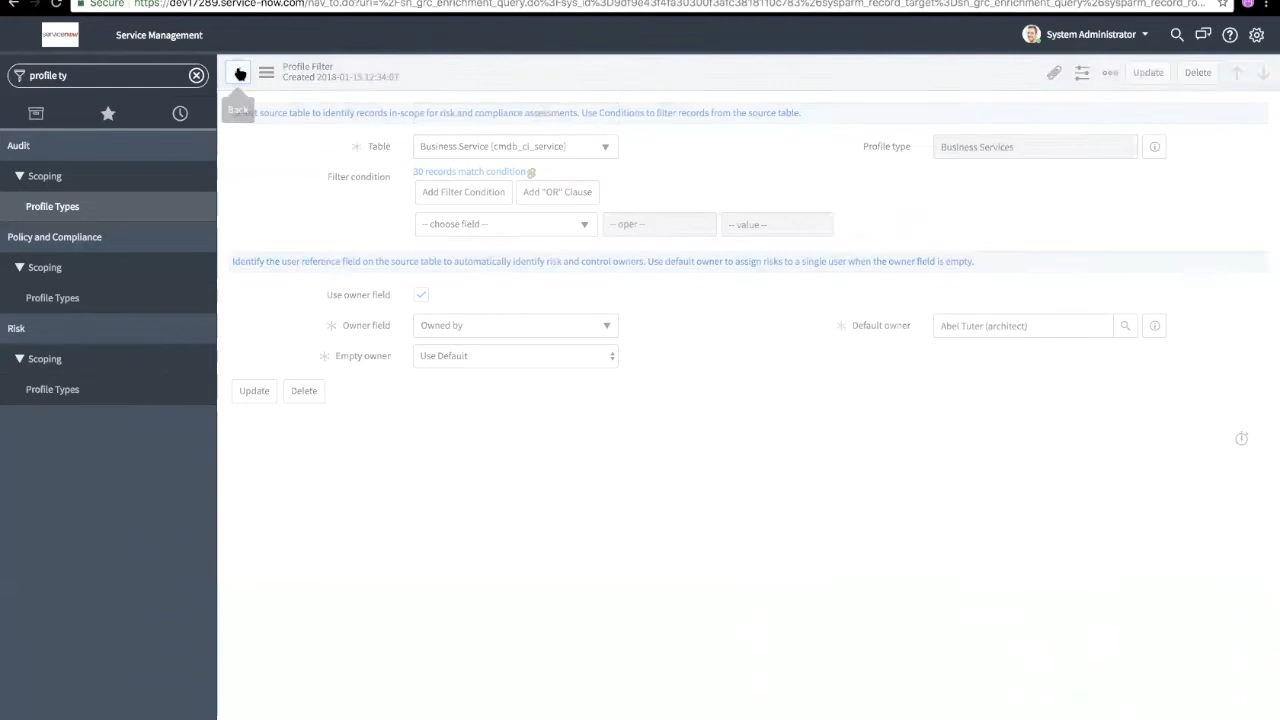 Secure https://dev17289.service-now.com/nav_to.do?uri=%2Fsn_grc_enrichment_query.do%3Fsys_id%3D9df9e43f4fa30300f3afc3818110c783%26sysparm_record_target%3Dsn_grc_enrichment_query%26sysparm_record_ro...
servicenow
Service Management
System Administrator
profile ty
Profile Filter
Created 2018-01-15 12:34:07
Update
Delete
Back
source table to identify records in-scope for risk and compliance assessments. Use Conditions to filter records from the source table.
Audit
Table
Business Service [cmdb_ci_service]
Profile type
Business Services
Scoping
Filter condition
30 records match condition
Add Filter Condition
Add "OR" Clause
Profile Types
-- choose field --
-- oper --
-- value --
Policy and Compliance
Identify the user reference field on the source table to automatically identify risk and control owners. Use default owner to assign risks to a single user when the owner field is empty.
Scoping
Profile Types
Use owner field
Risk
Owner field
Owned by
Default owner
Abel Tuter (architect)
Scoping
Empty owner
Use Default
Profile Types
Update
Delete